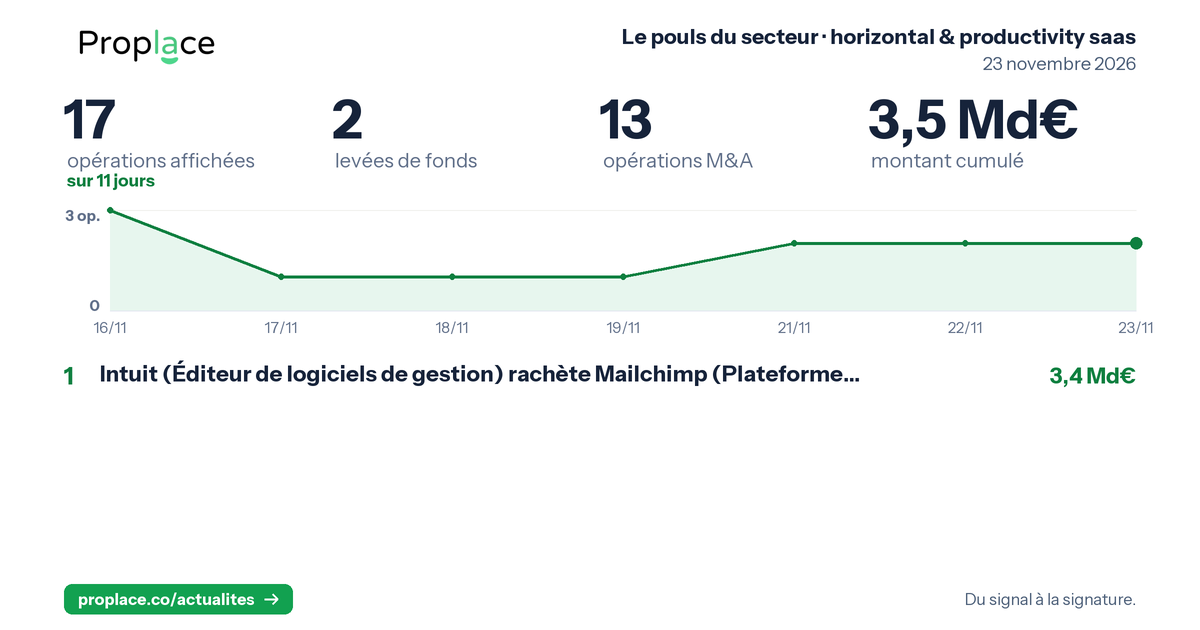 Proplace
Le pouls du secteur · horizontal & productivity saas
23 novembre 2026
17
opérations affichées
sur 11 jours
2
levées de fonds
13
opérations M&A
3,5 Md€
montant cumulé
3 op.
0
16/11 17/11 18/11 19/11 21/11 22/11 23/11
1 Intuit (Éditeur de logiciels de gestion) rachète Mailchimp (Plateforme... 3,4 Md€
proplace.co/actualites →
Du signal à la signature.